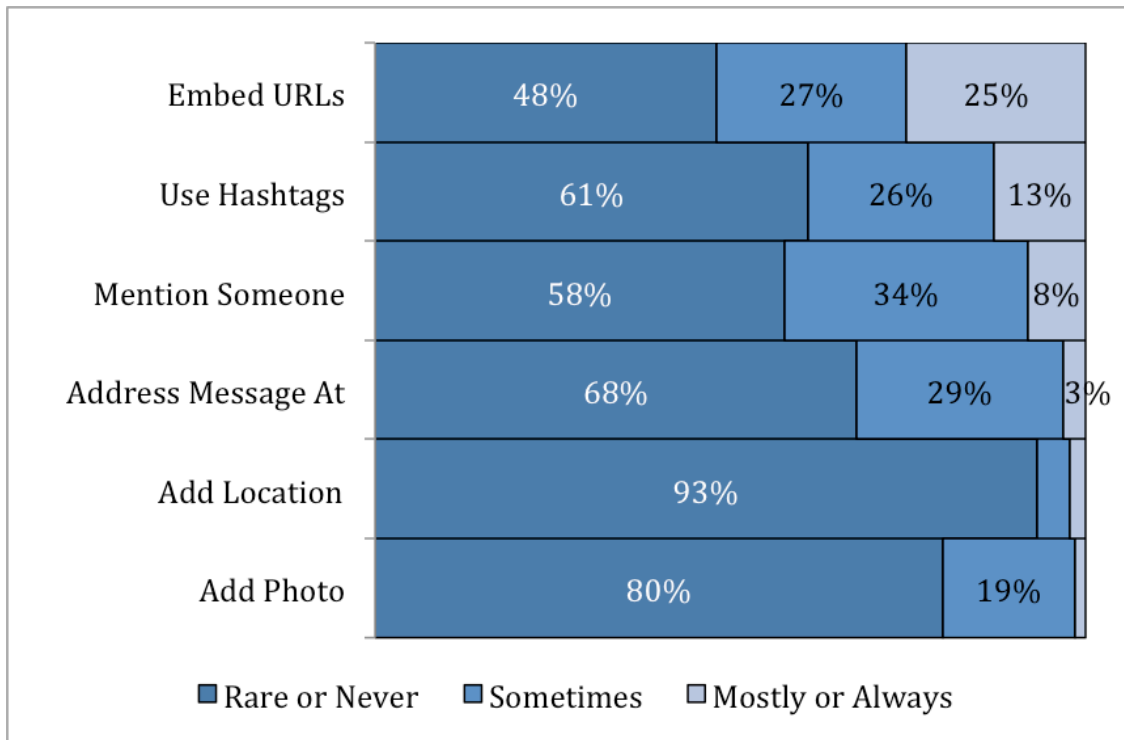 Embed URLs 48% 27% 25%
Use Hashtags 61% 26% 13%
Mention Someone 58% 34% 8%
Address Message At 68% 29% 3%
Add Location 93%
Add Photo 80% 19%
Rare or Never Sometimes Mostly or Always